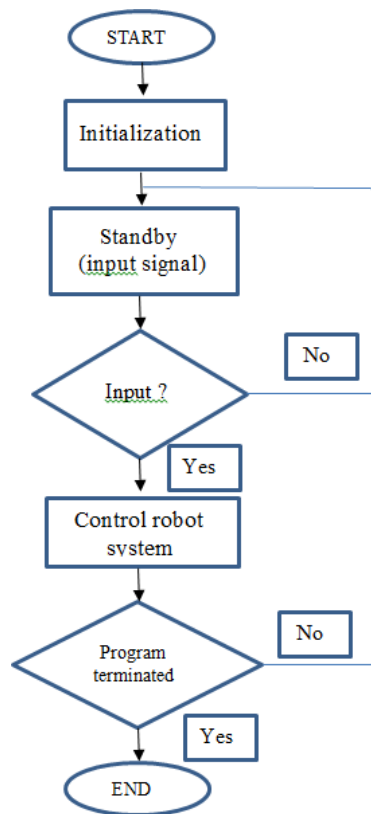 START
Initialization
Standby
(input signal)
No
Input ?
Yes
Control robot
system
No
Program
terminated
Yes
END